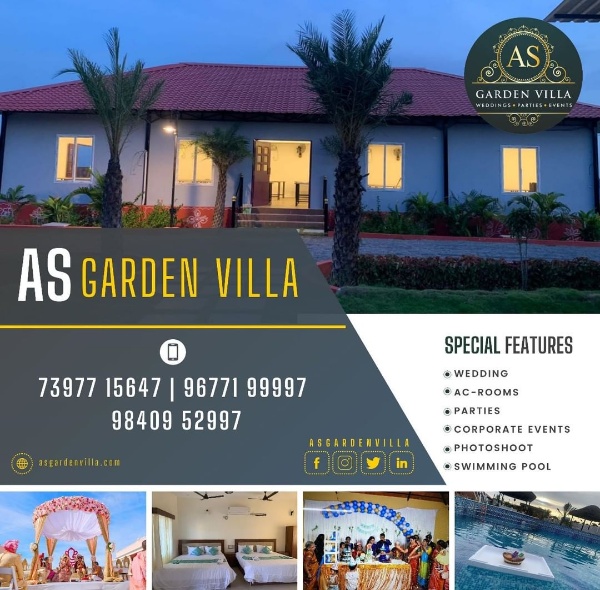 AS
GARDEN VILLA
WEDDINGS • PARTIES • EVENTS
AS GARDEN VILLA
73977 15647 | 96771 99997
98409 52997
asgardenvilla.com
ASGARDENVILLA
SPECIAL FEATURES
WEDDING
AC-ROOMS
PARTIES
CORPORATE EVENTS
PHOTOSHOOT
SWIMMING POOL